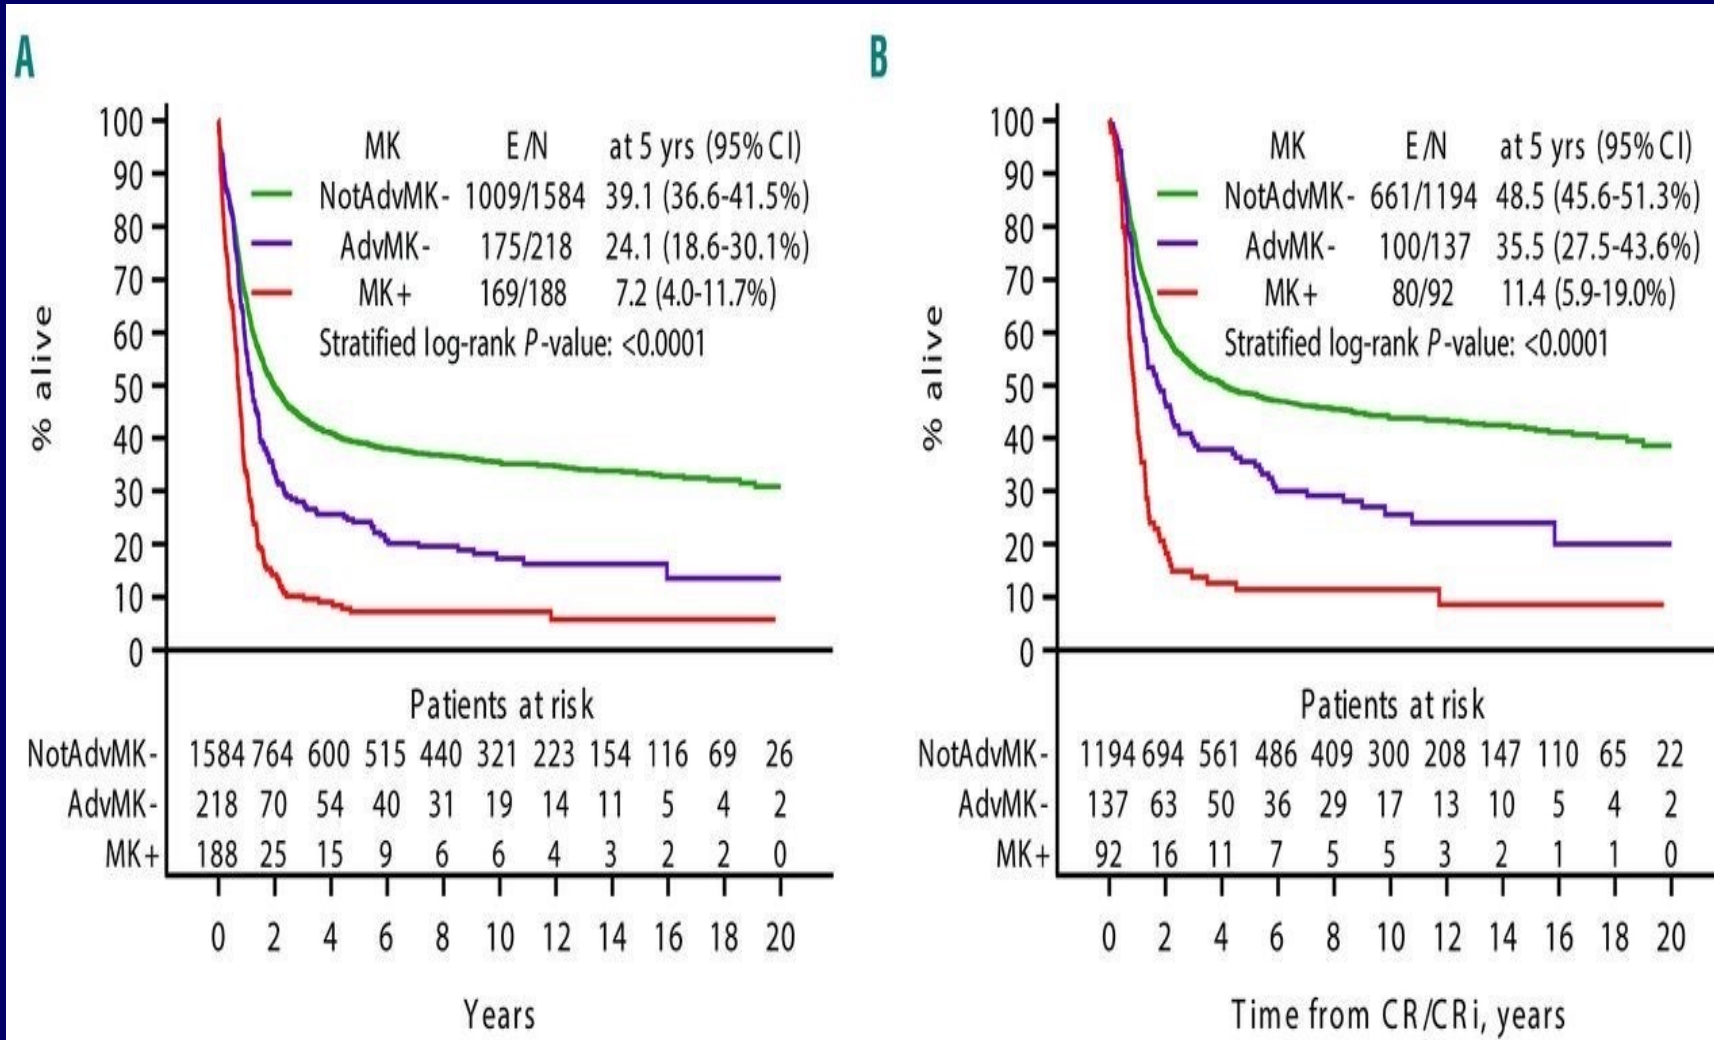 A
100
90
80
70
60
50
40
30
20
10
0
% alive
MK E/N at 5 yrs (95% CI)
NotAdvMK- 1009/1584 39.1 (36.6-41.5%)
AdvMK- 175/218 24.1 (18.6-30.1%)
MK+ 169/188 7.2 (4.0-11.7%)
Stratified log-rank P-value: <0.0001
Patients at risk
NotAdvMK- 1584 764 600 515 440 321 223 154 116 69 26
AdvMK- 218 70 54 40 31 19 14 11 5 4 2
MK+ 188 25 15 9 6 6 4 3 2 2 0
0 2 4 6 8 10 12 14 16 18 20
Years
B
100
90
80
70
60
50
40
30
20
10
0
% alive
MK E/N at 5 yrs (95% CI)
NotAdvMK- 661/1194 48.5 (45.6-51.3%)
AdvMK- 100/137 35.5 (27.5-43.6%)
MK+ 80/92 11.4 (5.9-19.0%)
Stratified log-rank P-value: <0.0001
Patients at risk
NotAdvMK- 1194 694 561 486 409 300 208 147 110 65 22
AdvMK- 137 63 50 36 29 17 13 10 5 4 2
MK+ 92 16 11 7 5 5 3 2 1 1 0
0 2 4 6 8 10 12 14 16 18 20
Time from CR/CRi, years